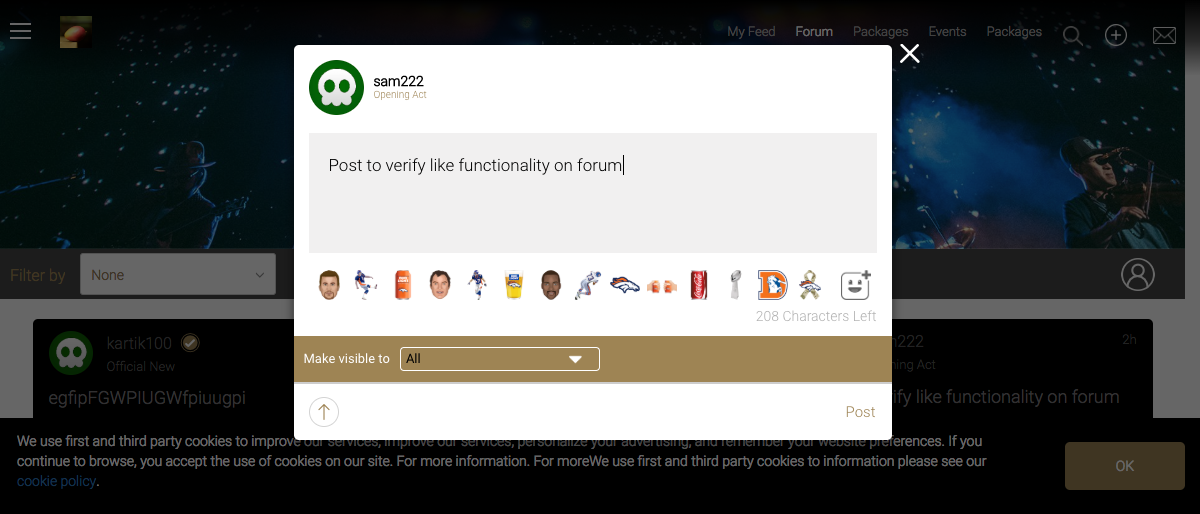 My Feed
Forum
Packages
Events
Packages
sam222
Opening Act
Post to verify like functionality on forum
Filter by
None
208 Characters Left
Make visible to
All
Post
kartik100
Official New
egfipFGWPIUGWfpiuugpi
222
2h
ing Act
fy like functionality on forum
We use first and third party cookies to improve our services, improve our services, personalize your advertising, and remember your website preferences. If you
continue to browse, you accept the use of cookies on our site. For more information. For moreWe use first and third party cookies to information please see our
cookie policy.
OK